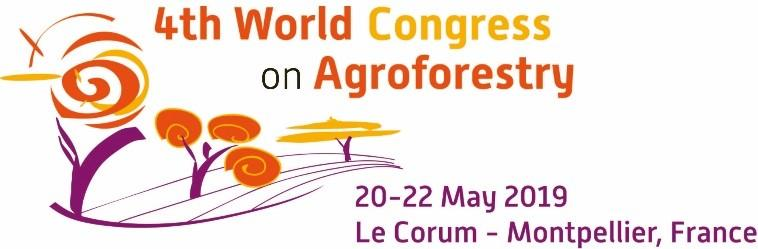 4th World Congress
on Agroforestry
20-22 May 2019
Le Corum - Montpellier, France